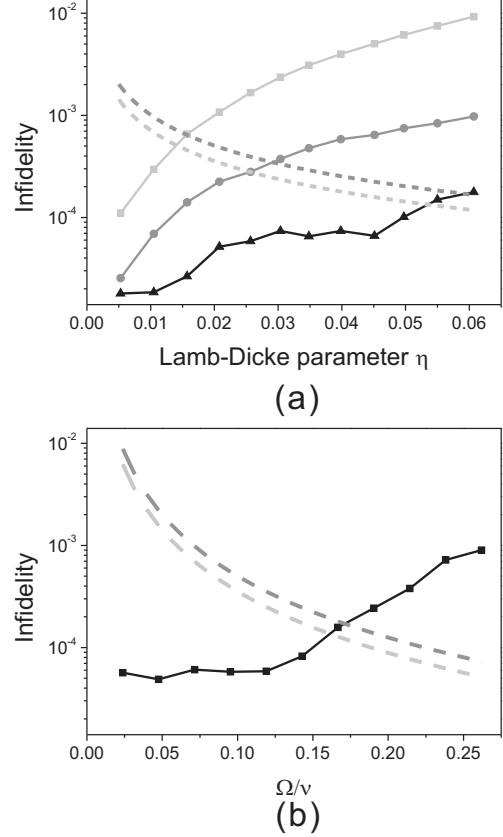 10⁻²
10⁻³
10⁻⁴
Infidelity
0.00 0.01 0.02 0.03 0.04 0.05 0.06
Lamb-Dicke parameter η
(a)
10⁻²
10⁻³
10⁻⁴
Infidelity
0.00 0.05 0.10 0.15 0.20 0.25
Ω/ν
(b)